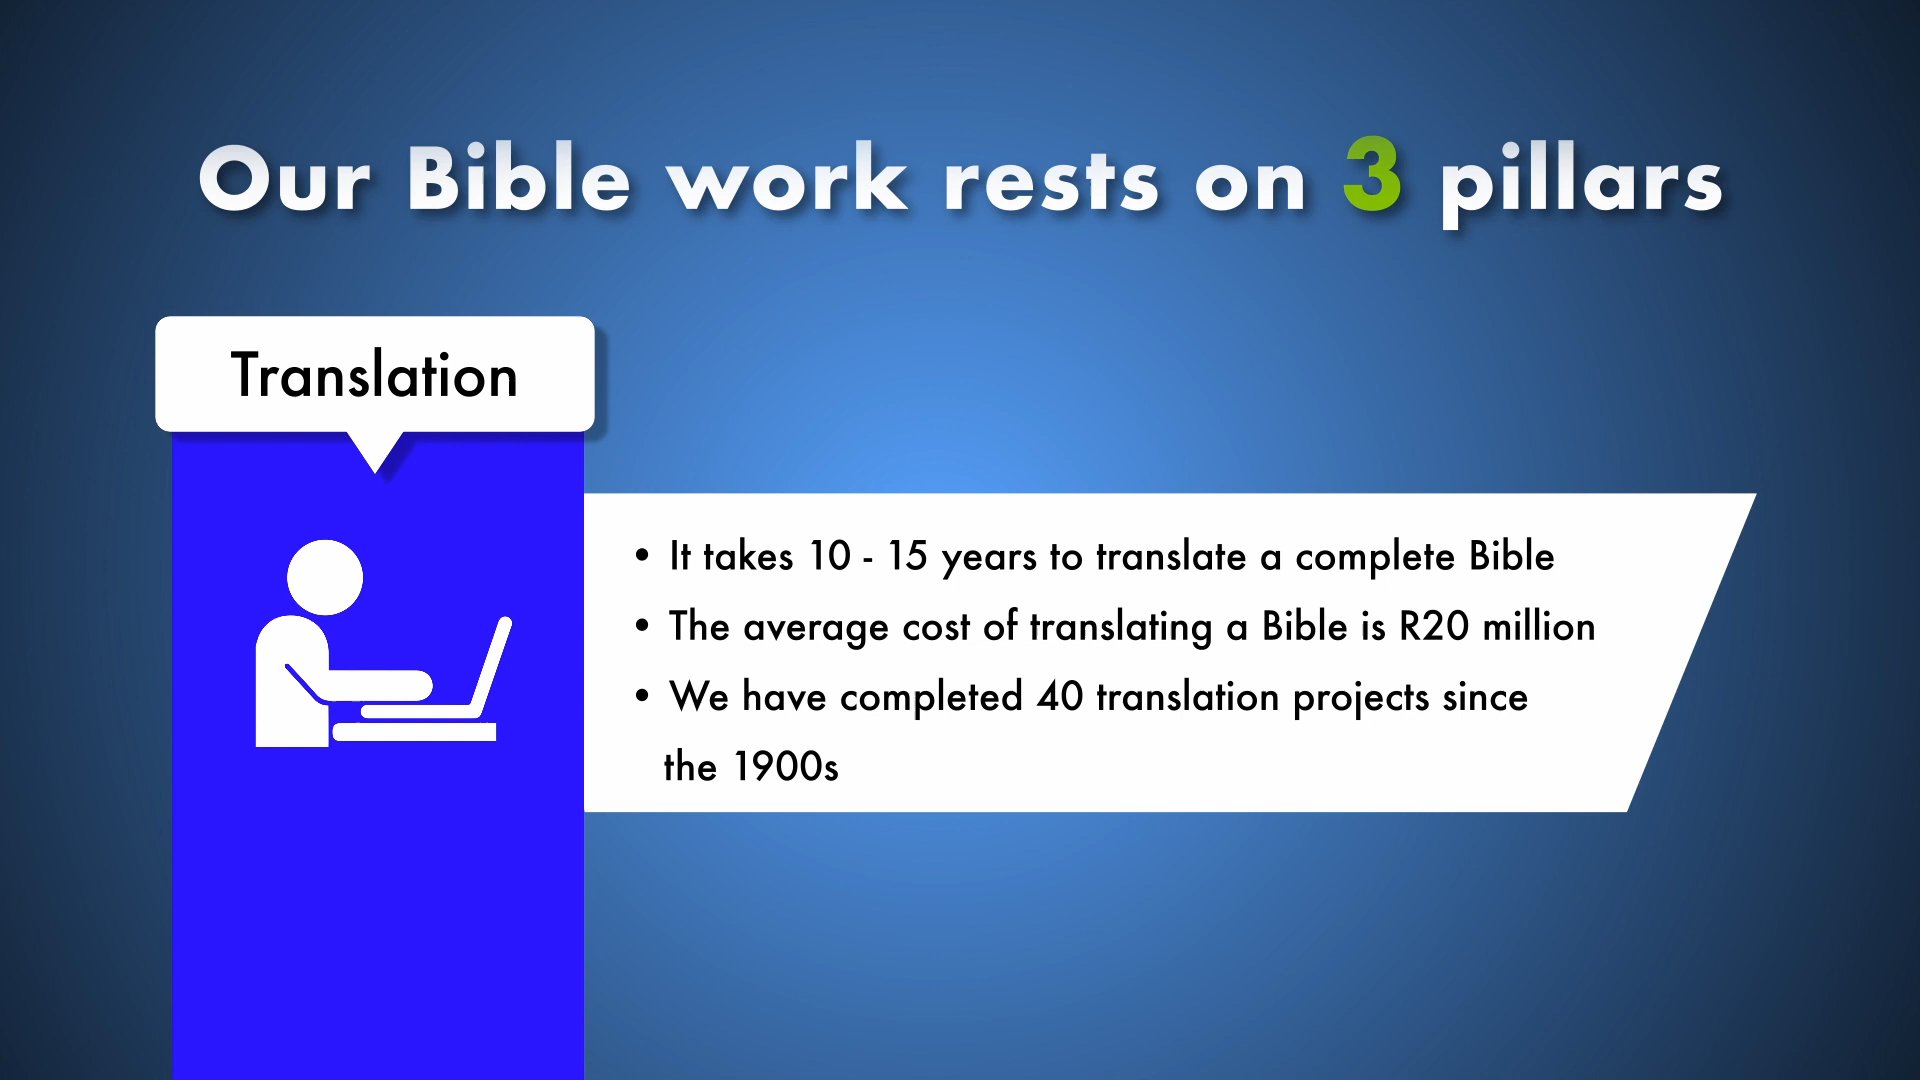 Our Bible work rests on 3 pillars
Translation
• It takes 10 - 15 years to translate a complete Bible
• The average cost of translating a Bible is R20 million
• We have completed 40 translation projects since
the 1900s